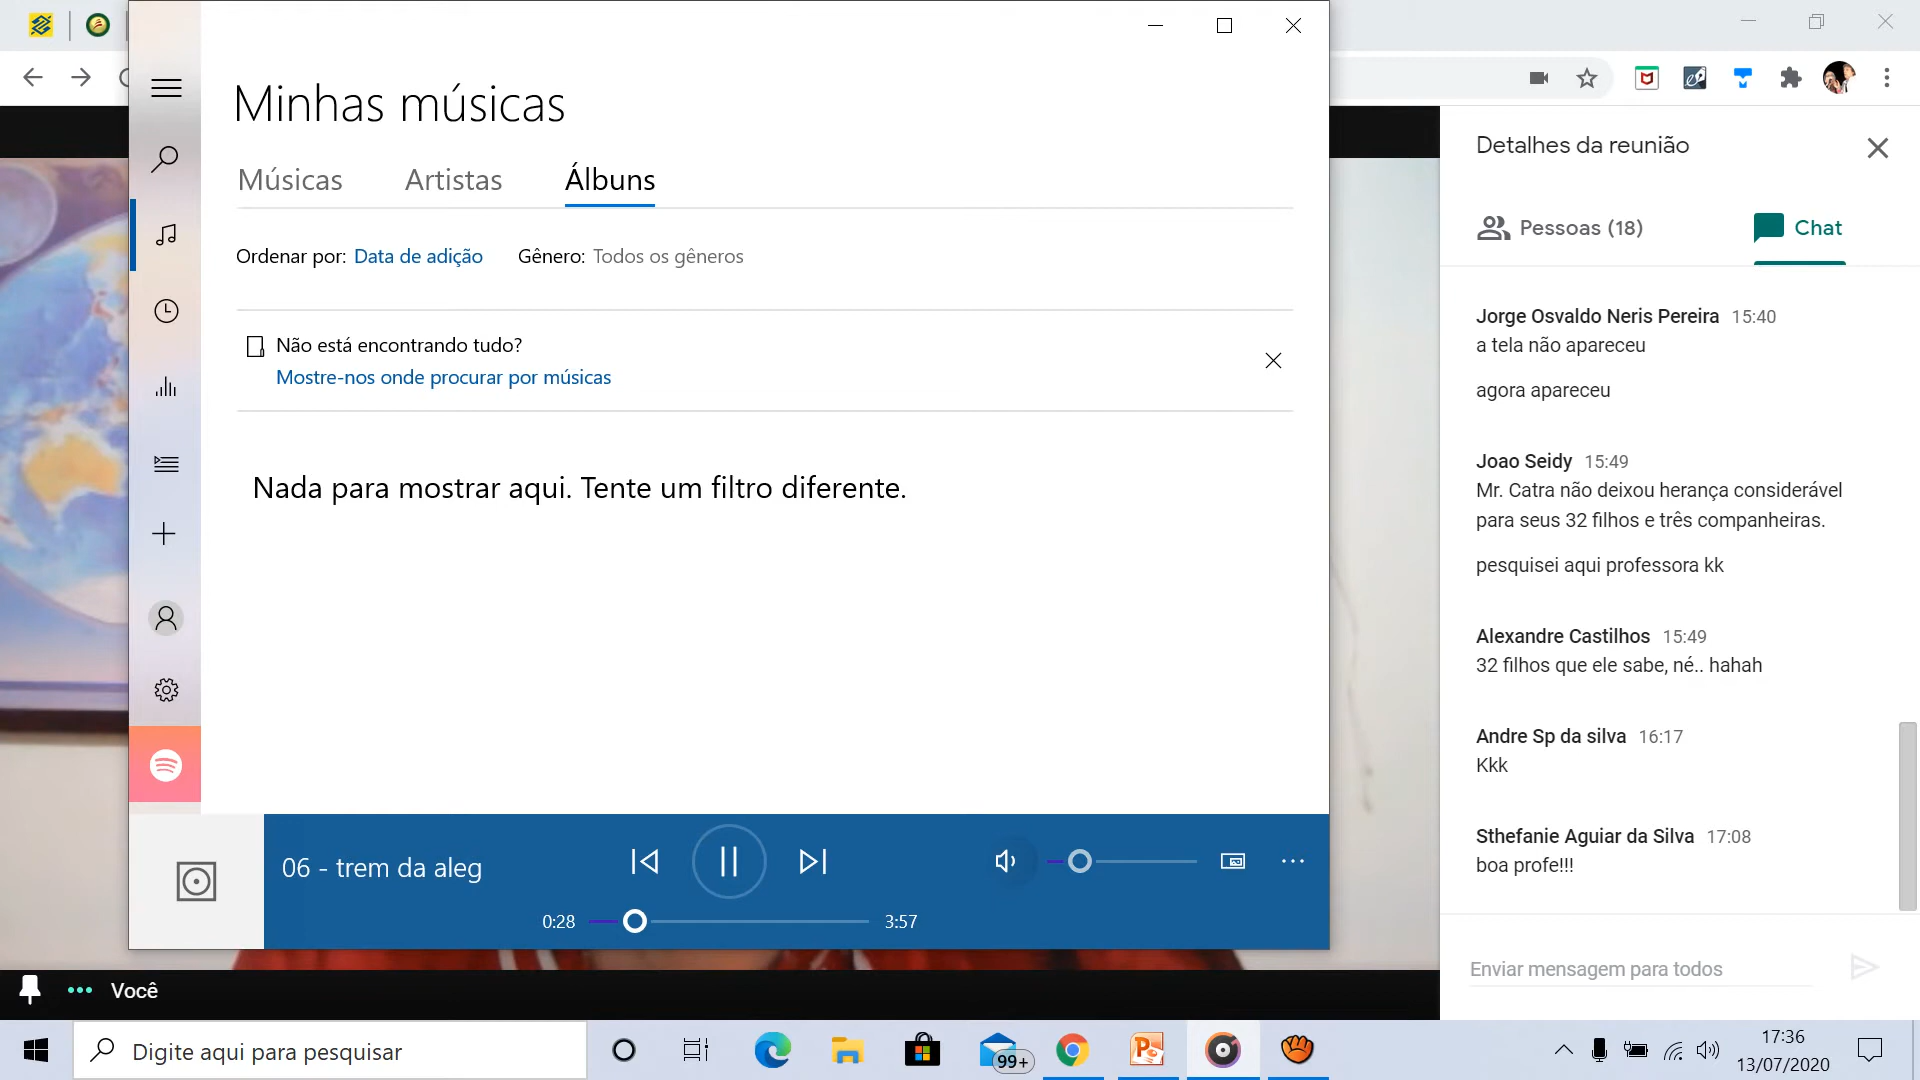 Minhas músicas
Músicas
Artistas
Álbuns
Ordenar por: Data de adição
Gênero: Todos os gêneros
Não está encontrando tudo?
Mostre-nos onde procurar por músicas
Nada para mostrar aqui. Tente um filtro diferente.
06 - trem da aleg
0:28
3:57
Você
Detalhes da reunião
Pessoas (18)
Chat
Jorge Osvaldo Neris Pereira 15:40
a tela não apareceu
agora apareceu
Joao Seidy 15:49
Mr. Catra não deixou herança considerável
para seus 32 filhos e três companheiras.
pesquisei aqui professora kk
Alexandre Castilhos 15:49
32 filhos que ele sabe, né.. hahah
Andre Sp da silva 16:17
Kkk
Sthefanie Aguiar da Silva 17:08
boa profe!!!
Enviar mensagem para todos
Digite aqui para pesquisar
99+
17:36
13/07/2020